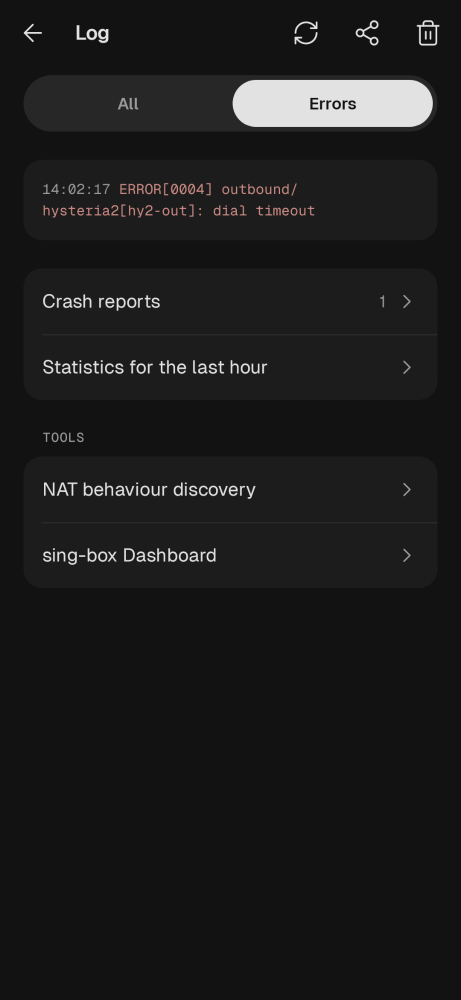 Log
All
Errors
14:02:17 ERROR[0004] outbound/
hysteria2[hy2-out]: dial timeout
Crash reports
1
Statistics for the last hour
TOOLS
NAT behaviour discovery
sing-box Dashboard